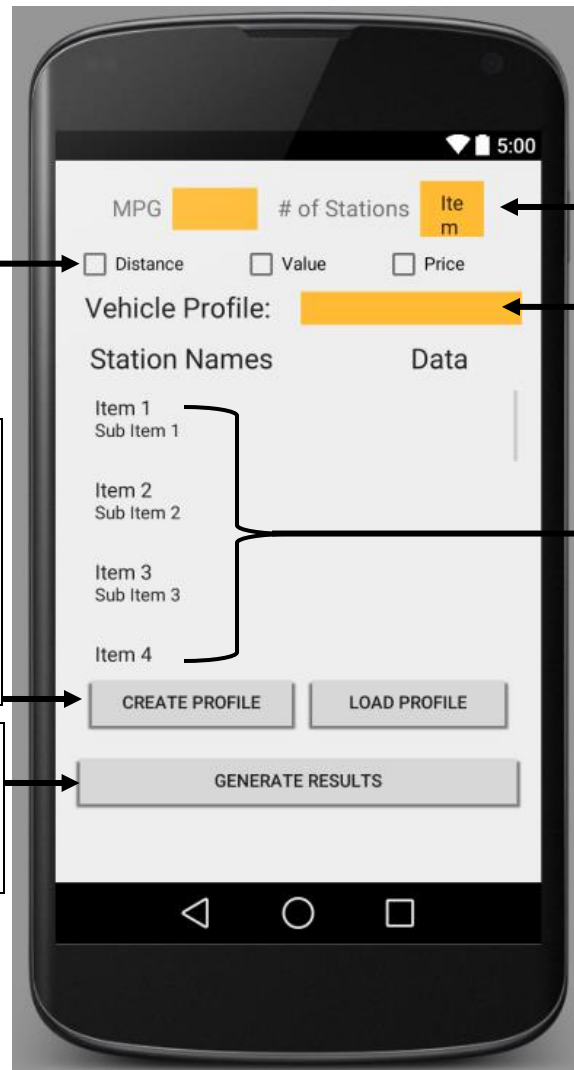 5:00
MPG # of Stations Ite
m
Distance Value Price
Vehicle Profile:
Station Names Data
Item 1
Sub Item 1
Item 2
Sub Item 2
Item 3
Sub Item 3
Item 4
CREATE PROFILE LOAD PROFILE
GENERATE RESULTS